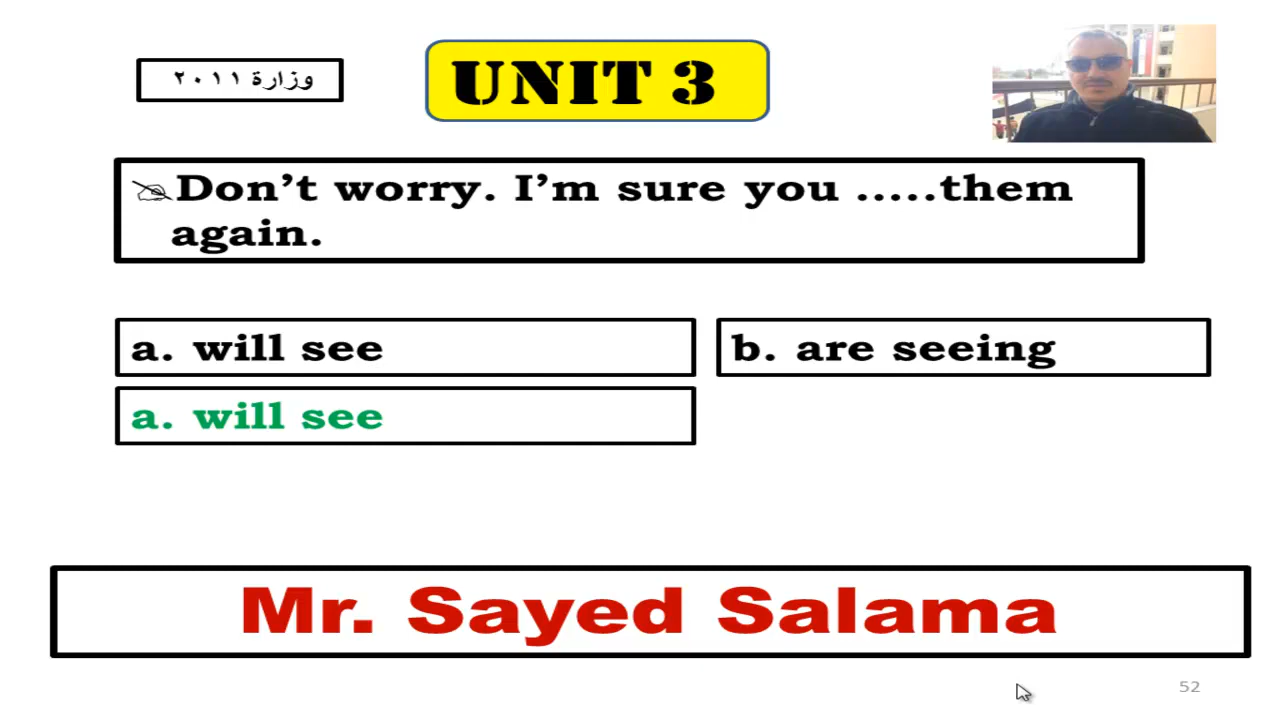 وزارة ٢٠١١
UNIT 3
Don’t worry. I’m sure you .....them
again.
a. will see
b. are seeing
a. will see
Mr. Sayed Salama
52